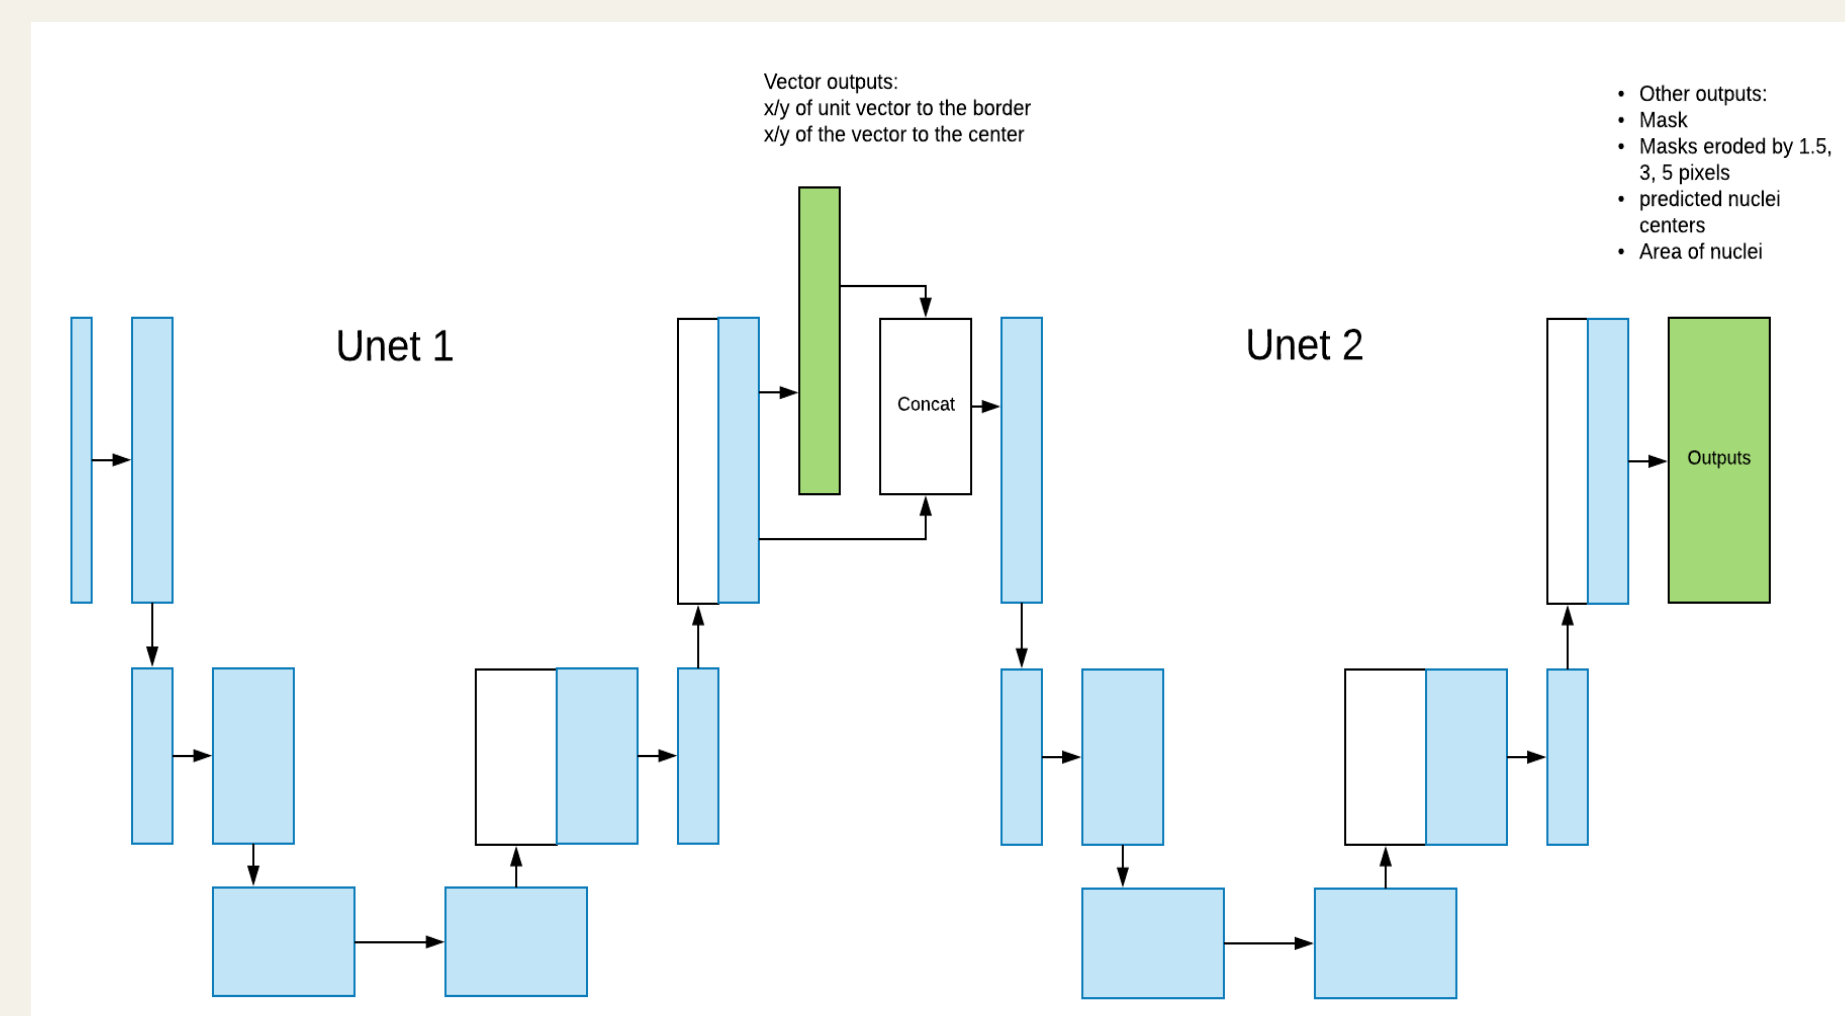 Vector outputs:
x/y of unit vector to the border
x/y of the vector to the center
• Other outputs:
• Mask
• Masks eroded by 1.5,
3, 5 pixels
• predicted nuclei
centers
• Area of nuclei
Unet 1
Unet 2
Concat
Outputs